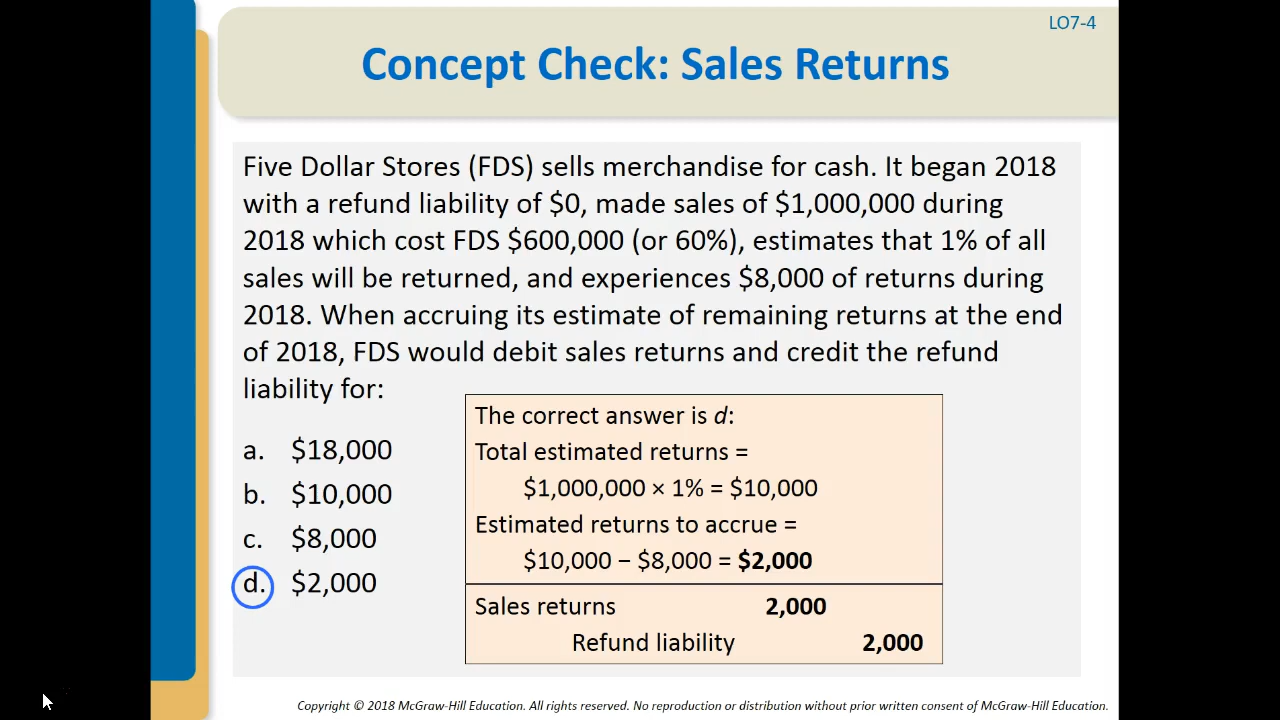 LO7-4
Concept Check: Sales Returns
Five Dollar Stores (FDS) sells merchandise for cash. It began 2018
with a refund liability of $0, made sales of $1,000,000 during
2018 which cost FDS $600,000 (or 60%), estimates that 1% of all
sales will be returned, and experiences $8,000 of returns during
2018. When accruing its estimate of remaining returns at the end
of 2018, FDS would debit sales returns and credit the refund
liability for:
a. $18,000
b. $10,000
c. $8,000
d. $2,000
The correct answer is d:
Total estimated returns =
$1,000,000 × 1% = $10,000
Estimated returns to accrue =
$10,000 − $8,000 = $2,000
Sales returns 2,000
Refund liability 2,000
Copyright © 2018 McGraw-Hill Education. All rights reserved. No reproduction or distribution without prior written consent of McGraw-Hill Education.